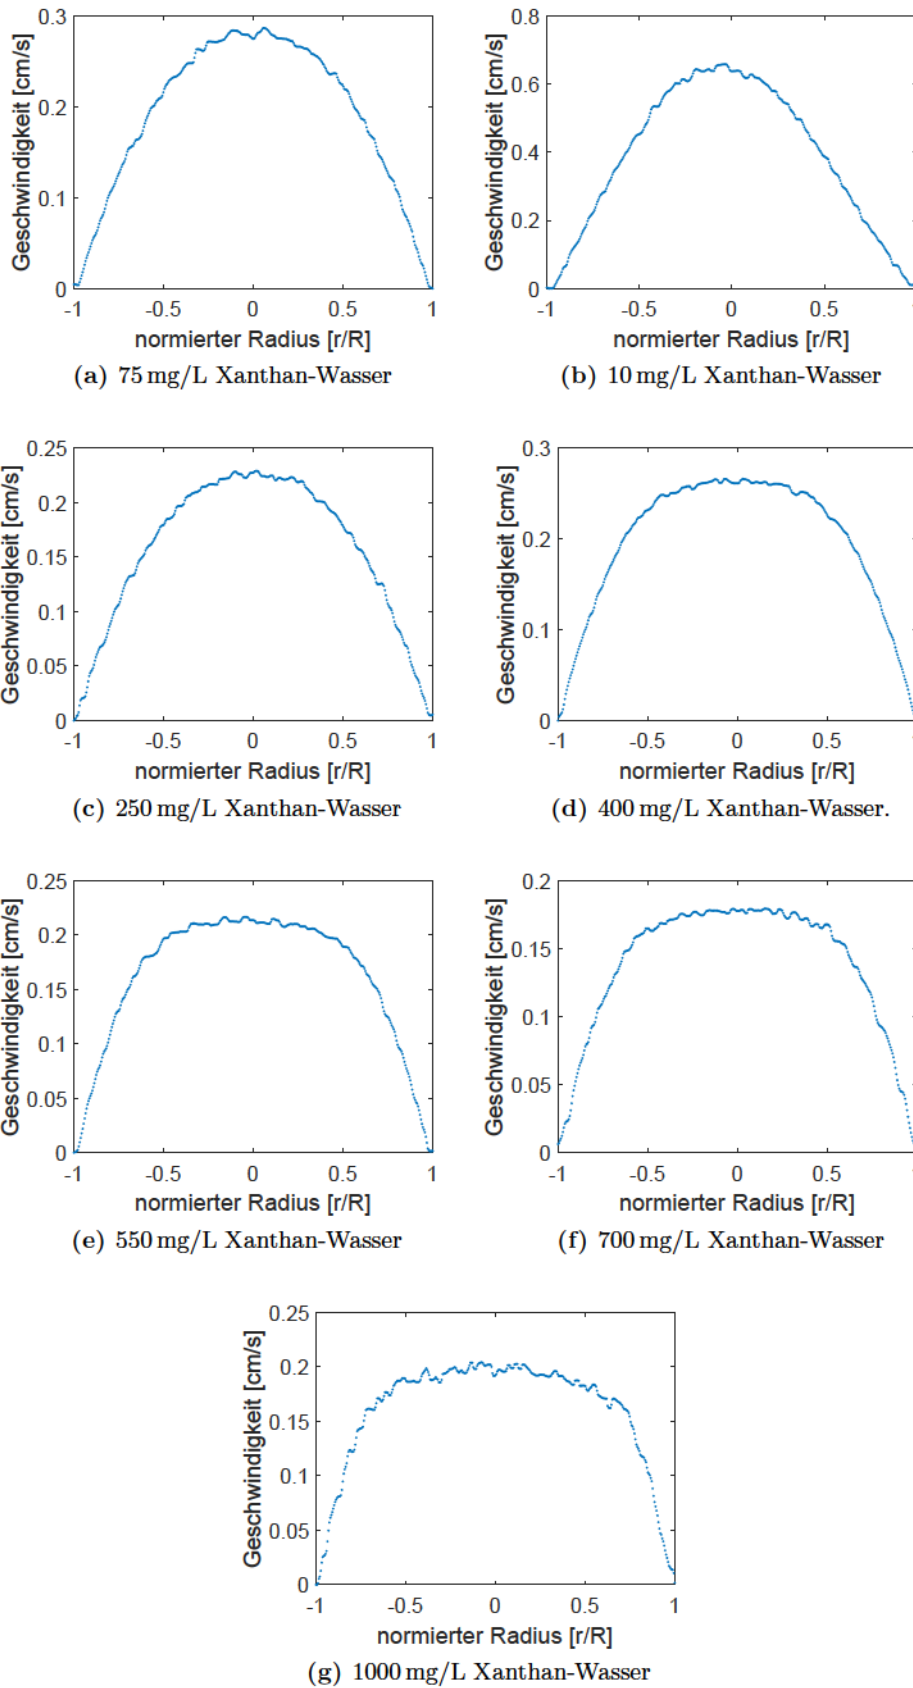 0.3
0.2
0.1
0
-1 -0.5 0 0.5 1
Geschwindigkeit [cm/s]
normierter Radius [r/R]
(a) 75 mg/L Xanthan-Wasser
0.8
0.6
0.4
0.2
0
-1 -0.5 0 0.5
Geschwindigkeit [cm/s]
normierter Radius [r/R]
(b) 10 mg/L Xanthan-Wasser
0.25
0.2
0.15
0.1
0.05
0
-1 -0.5 0 0.5 1
Geschwindigkeit [cm/s]
normierter Radius [r/R]
(c) 250 mg/L Xanthan-Wasser
0.3
0.2
0.1
0
-1 -0.5 0 0.5
Geschwindigkeit [cm/s]
normierter Radius [r/R]
(d) 400 mg/L Xanthan-Wasser.
0.25
0.2
0.15
0.1
0.05
0
-1 -0.5 0 0.5 1
Geschwindigkeit [cm/s]
normierter Radius [r/R]
(e) 550 mg/L Xanthan-Wasser
0.2
0.15
0.1
0.05
0
-1 -0.5 0 0.5
Geschwindigkeit [cm/s]
normierter Radius [r/R]
(f) 700 mg/L Xanthan-Wasser
0.25
0.2
0.15
0.1
0.05
0
-1 -0.5 0 0.5 1
Geschwindigkeit [cm/s]
normierter Radius [r/R]
(g) 1000 mg/L Xanthan-Wasser